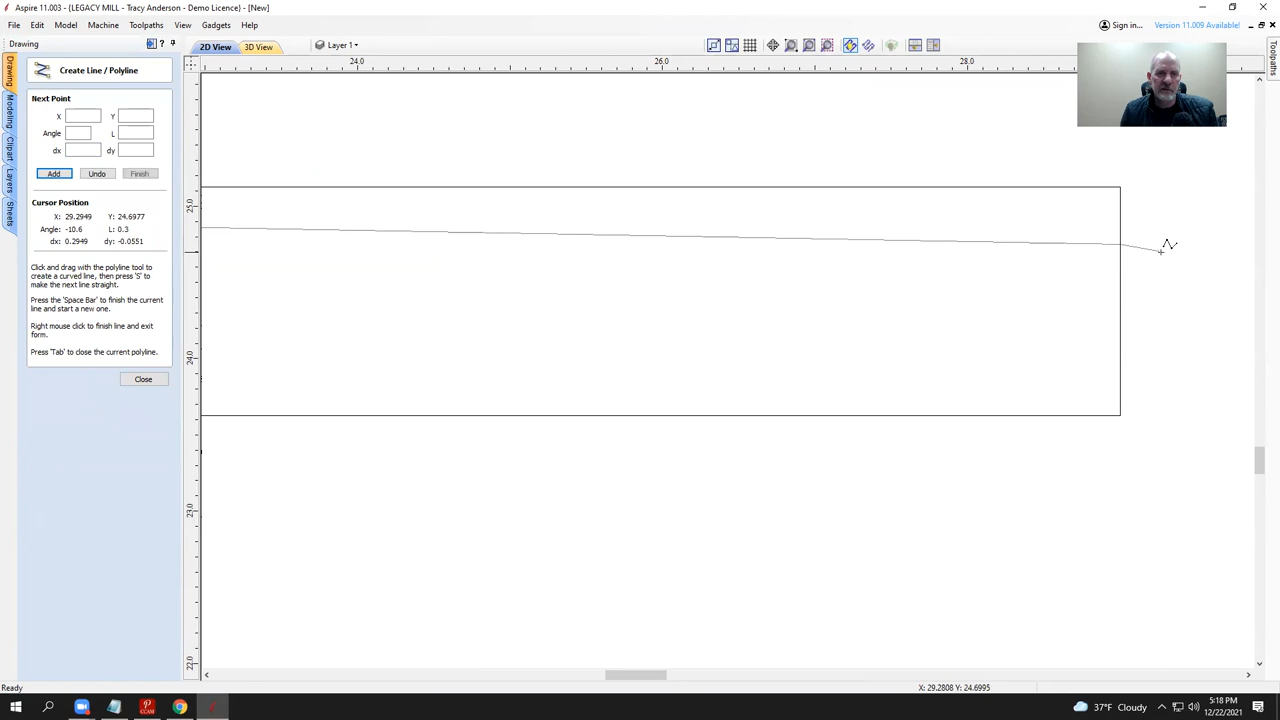 Aspire 11.003 - {LEGACY MILL - Tracy Anderson - Demo Licence} - [New]
File Edit Model Machine Toolpaths View Gadgets Help
Sign in... Version 11.009 Available!
Drawing
2D View 3D View Layer 1
Toolpaths
24.0 26.0 28.0
Drawing
Modeling
Clipart
Layers
Sheets
Create Line / Polyline
Next Point
X Y
Angle L
dx dy
Add Undo Finish
Cursor Position
X: 29.2949 Y: 24.6977
Angle: -10.6 L: 0.3
dx: 0.2949 dy: -0.0551
Click and drag with the polyline tool to
create a curved line, then press 'S' to
make the next line straight.
Press the 'Space Bar' to finish the current
line and start a new one.
Right mouse click to finish line and exit
form.
Press 'Tab' to close the current polyline.
Close
25.0
24.0
23.0
22.0
Ready
X: 29.2808 Y: 24.6995
37°F Cloudy
5:18 PM
12/22/2021